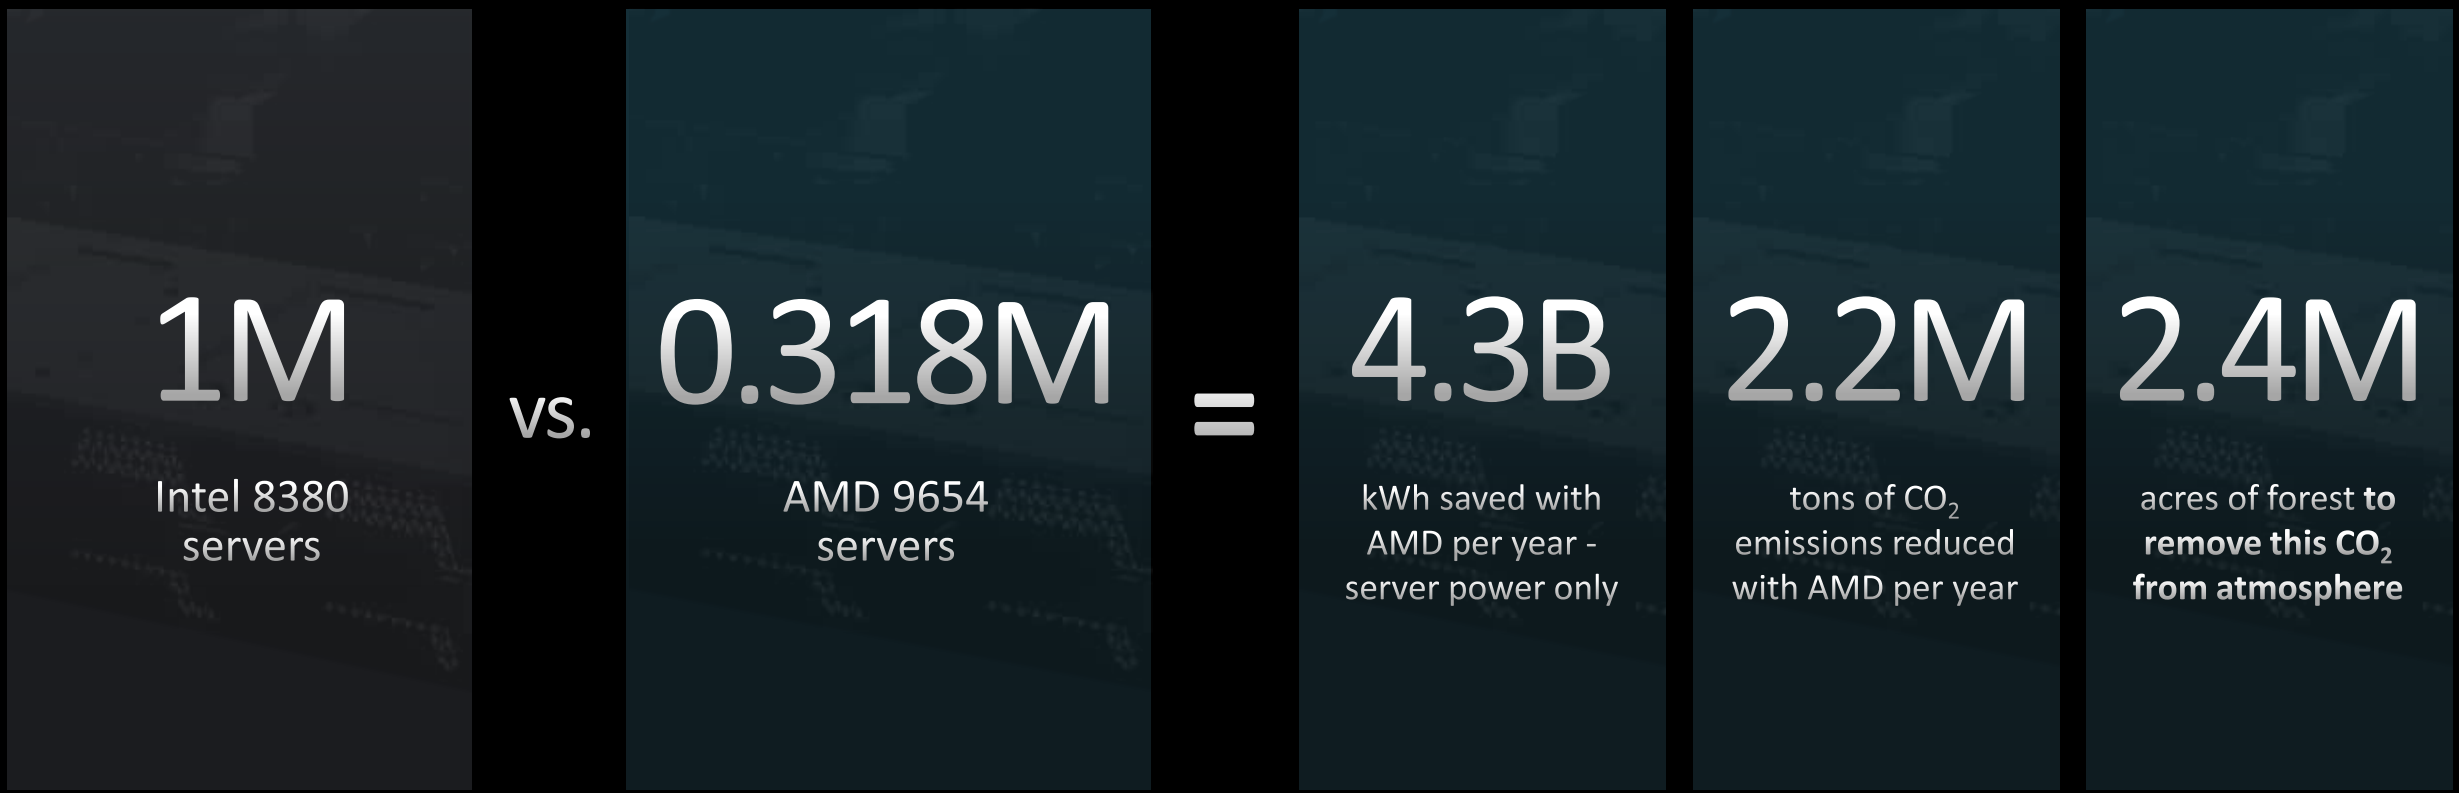 1M
Intel 8380
servers
vs.
0.318M
AMD 9654
servers
=
4.3B
kWh saved with
AMD per year -
server power only
2.2M
tons of CO₂
emissions reduced
with AMD per year
2.4M
acres of forest to
remove this CO₂
from atmosphere